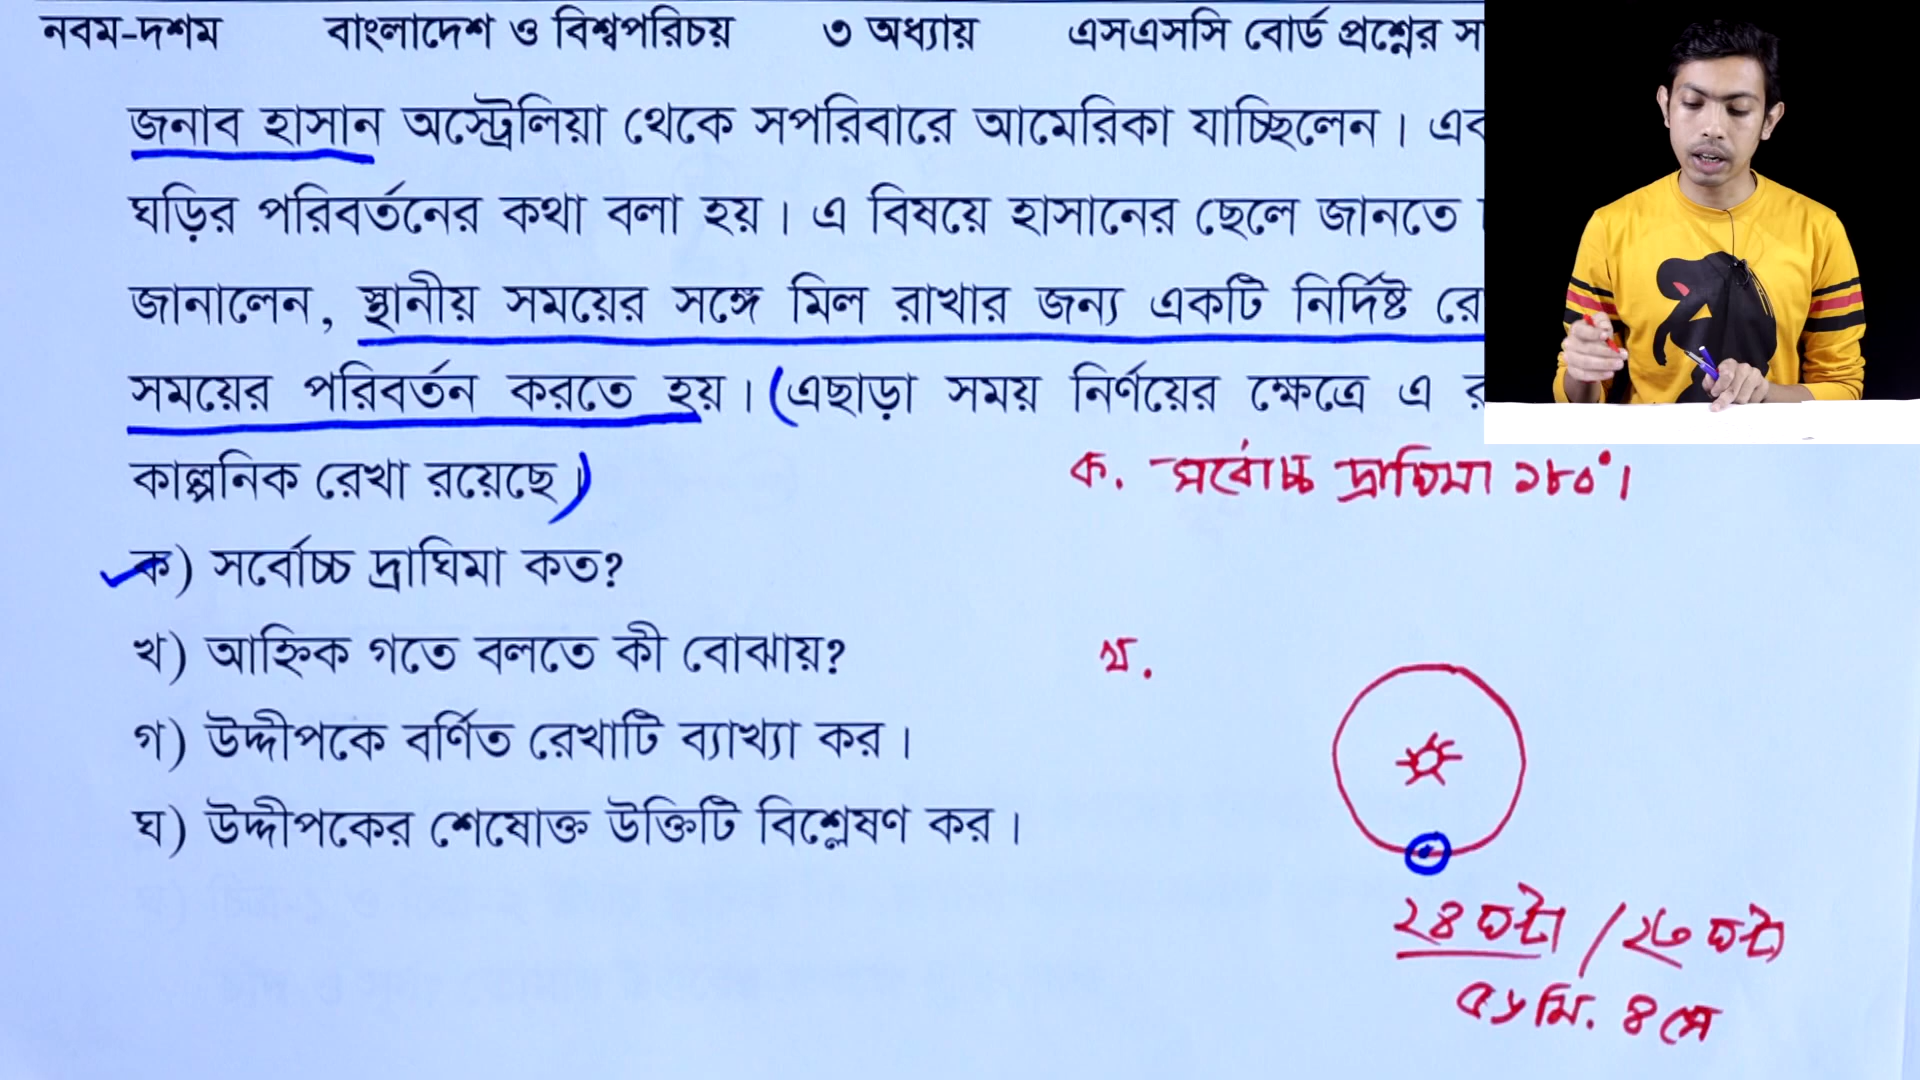 নবম-দশম বাংলাদেশ ও বিশ্বপরিচয় ৩ অধ্যায় এসএসসি বোর্ড প্রশ্নের
জনাব হাসান অস্ট্রেলিয়া থেকে সপরিবারে আমেরিকা যাচ্ছিলেন।
ঘড়ির পরিবর্তনের কথা বলা হয়। এ বিষয়ে হাসানের ছেলে জানতে
জানালেন, স্থানীয় সময়ের সঙ্গে মিল রাখার জন্য একটি নির্দিষ্ট
সময়ের পরিবর্তন করতে হয়। (এছাড়া সময় নির্ণয়ের ক্ষেত্রে এ
কাল্পনিক রেখা রয়েছে।)
ক. সর্বোচ্চ দ্রাঘিমা ১৮০°।
ক) সর্বোচ্চ দ্রাঘিমা কত?
খ) আহ্নিক গতে বলতে কী বোঝায়?
খ.
গ) উদ্দীপকে বর্ণিত রেখাটি ব্যাখ্যা কর।
ঘ) উদ্দীপকের শেষোক্ত উক্তিটি বিশ্লেষণ কর।
২৪ ঘন্টা / ২৩ ঘন্টা
৫৬ মি. ৪ সে